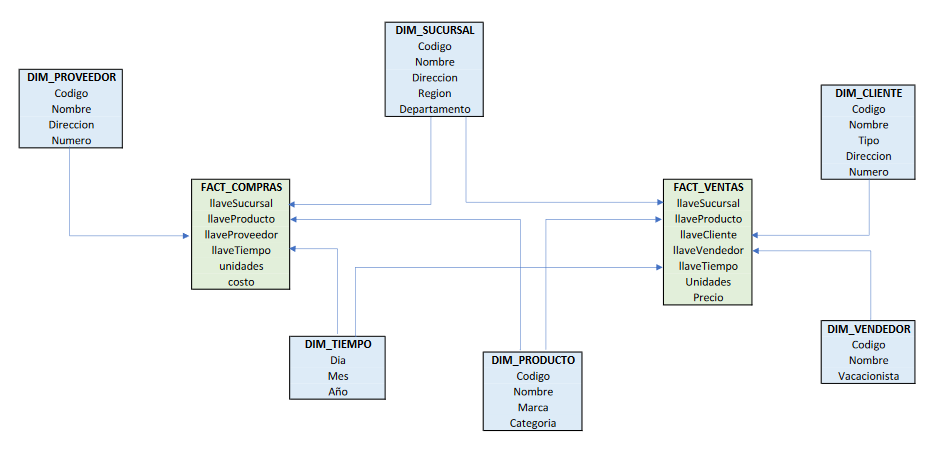 DIM_SUCURSAL
Codigo
Nombre
Direccion
Region
Departamento
DIM_PROVEEDOR
Codigo
Nombre
Direccion
Numero
DIM_CLIENTE
Codigo
Nombre
Tipo
Direccion
Numero
FACT_COMPRAS
llaveSucursal
llaveProducto
llaveProveedor
llaveTiempo
unidades
costo
FACT_VENTAS
llaveSucursal
llaveProducto
llaveCliente
llaveVendedor
llaveTiempo
Unidades
Precio
DIM_TIEMPO
Dia
Mes
Año
DIM_PRODUCTO
Codigo
Nombre
Marca
Categoria
DIM_VENDEDOR
Codigo
Nombre
Vacacionista